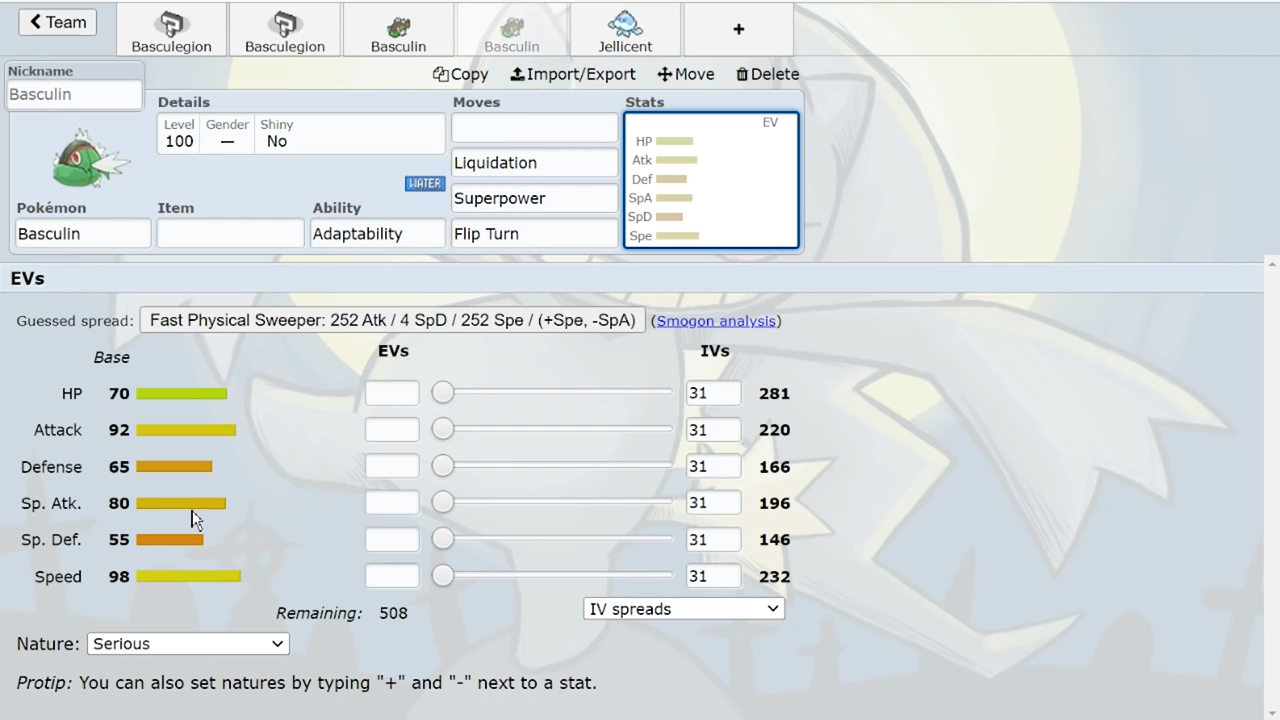 Team
Basculegion
Basculegion
Basculin
Basculin
Jellicent
+
Nickname
Basculin
Copy
Import/Export
Move
Delete
Details
Moves
Stats
Level
100
Gender
—
Shiny
No
EV
HP
Atk
Def
SpA
SpD
Spe
Liquidation
Superpower
Flip Turn
WATER
Pokémon
Basculin
Item
Ability
Adaptability
EVs
Guessed spread: Fast Physical Sweeper: 252 Atk / 4 SpD / 252 Spe / (+Spe, -SpA) (Smogon analysis)
Base EVs IVs
HP 70 31 281
Attack 92 31 220
Defense 65 31 166
Sp. Atk. 80 31 196
Sp. Def. 55 31 146
Speed 98 31 232
Remaining: 508 IV spreads
Nature: Serious
Protip: You can also set natures by typing "+" and "-" next to a stat.